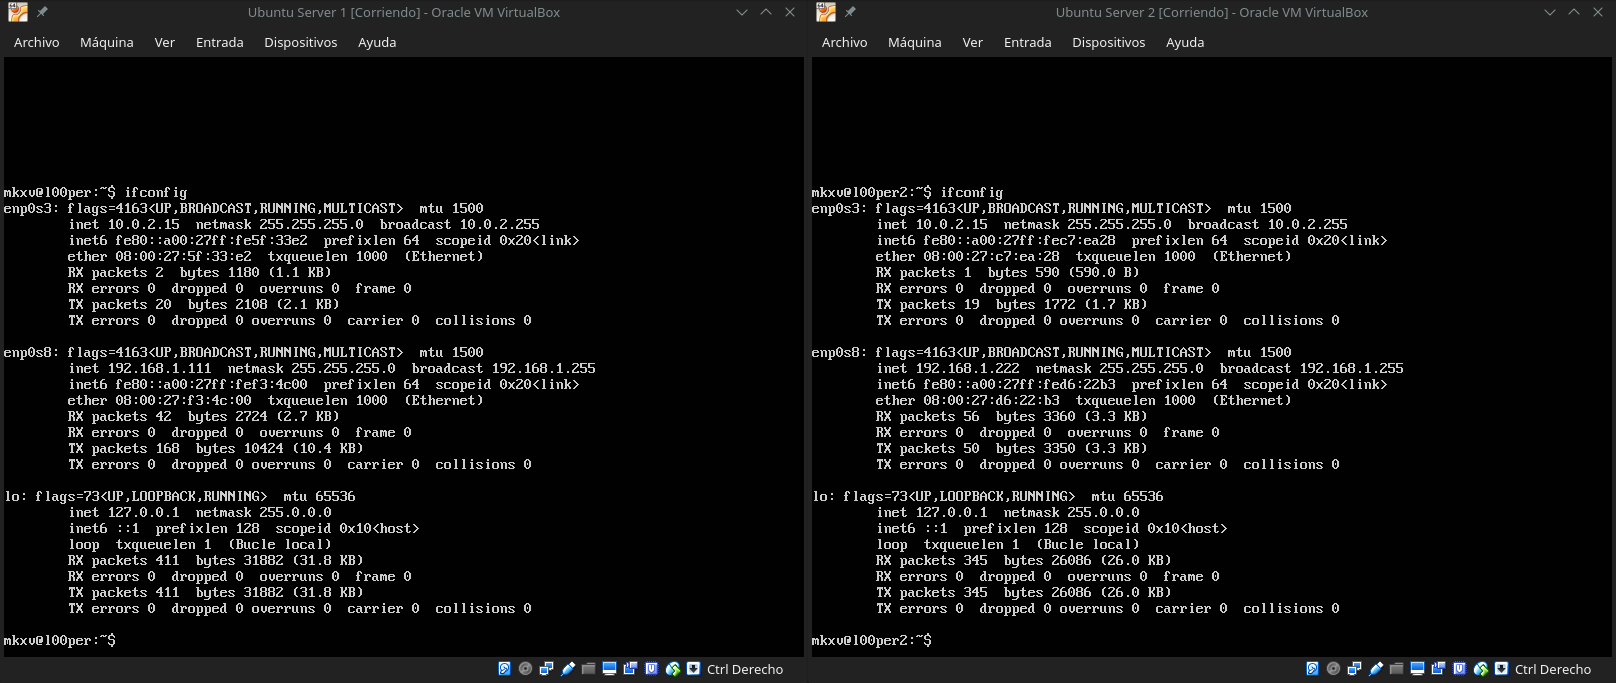 Ubuntu Server 1 [Corriendo] - Oracle VM VirtualBox
Archivo Máquina Ver Entrada Dispositivos Ayuda
mkxv@l00per:~$ ifconfig
enp0s3: flags=4163<UP,BROADCAST,RUNNING,MULTICAST>  mtu 1500
        inet 10.0.2.15  netmask 255.255.255.0  broadcast 10.0.2.255
        inet6 fe80::a00:27ff:fe5f:33e2  prefixlen 64  scopeid 0x20<link>
        ether 08:00:27:5f:33:e2  txqueuelen 1000  (Ethernet)
        RX packets 2  bytes 1180 (1.1 KB)
        RX errors 0  dropped 0  overruns 0  frame 0
        TX packets 20  bytes 2108 (2.1 KB)
        TX errors 0  dropped 0 overruns 0  carrier 0  collisions 0
enp0s8: flags=4163<UP,BROADCAST,RUNNING,MULTICAST>  mtu 1500
        inet 192.168.1.111  netmask 255.255.255.0  broadcast 192.168.1.255
        inet6 fe80::a00:27ff:fef3:4c00  prefixlen 64  scopeid 0x20<link>
        ether 08:00:27:f3:4c:00  txqueuelen 1000  (Ethernet)
        RX packets 42  bytes 2724 (2.7 KB)
        RX errors 0  dropped 0  overruns 0  frame 0
        TX packets 168  bytes 10424 (10.4 KB)
        TX errors 0  dropped 0 overruns 0  carrier 0  collisions 0
lo: flags=73<UP,LOOPBACK,RUNNING>  mtu 65536
        inet 127.0.0.1  netmask 255.0.0.0
        inet6 ::1  prefixlen 128  scopeid 0x10<host>
        loop  txqueuelen 1  (Bucle local)
        RX packets 411  bytes 31882 (31.8 KB)
        RX errors 0  dropped 0  overruns 0  frame 0
        TX packets 411  bytes 31882 (31.8 KB)
        TX errors 0  dropped 0 overruns 0  carrier 0  collisions 0
mkxv@l00per:~$
Ctrl Derecho
Ubuntu Server 2 [Corriendo] - Oracle VM VirtualBox
Archivo Máquina Ver Entrada Dispositivos Ayuda
mkxv@l00per2:~$ ifconfig
enp0s3: flags=4163<UP,BROADCAST,RUNNING,MULTICAST>  mtu 1500
        inet 10.0.2.15  netmask 255.255.255.0  broadcast 10.0.2.255
        inet6 fe80::a00:27ff:fec7:ea28  prefixlen 64  scopeid 0x20<link>
        ether 08:00:27:c7:ea:28  txqueuelen 1000  (Ethernet)
        RX packets 1  bytes 590 (590.0 B)
        RX errors 0  dropped 0  overruns 0  frame 0
        TX packets 19  bytes 1772 (1.7 KB)
        TX errors 0  dropped 0 overruns 0  carrier 0  collisions 0
enp0s8: flags=4163<UP,BROADCAST,RUNNING,MULTICAST>  mtu 1500
        inet 192.168.1.222  netmask 255.255.255.0  broadcast 192.168.1.255
        inet6 fe80::a00:27ff:fed6:22b3  prefixlen 64  scopeid 0x20<link>
        ether 08:00:27:d6:22:b3  txqueuelen 1000  (Ethernet)
        RX packets 56  bytes 3360 (3.3 KB)
        RX errors 0  dropped 0  overruns 0  frame 0
        TX packets 50  bytes 3350 (3.3 KB)
        TX errors 0  dropped 0 overruns 0  carrier 0  collisions 0
lo: flags=73<UP,LOOPBACK,RUNNING>  mtu 65536
        inet 127.0.0.1  netmask 255.0.0.0
        inet6 ::1  prefixlen 128  scopeid 0x10<host>
        loop  txqueuelen 1  (Bucle local)
        RX packets 345  bytes 26086 (26.0 KB)
        RX errors 0  dropped 0  overruns 0  frame 0
        TX packets 345  bytes 26086 (26.0 KB)
        TX errors 0  dropped 0 overruns 0  carrier 0  collisions 0
mkxv@l00per2:~$
Ctrl Derecho